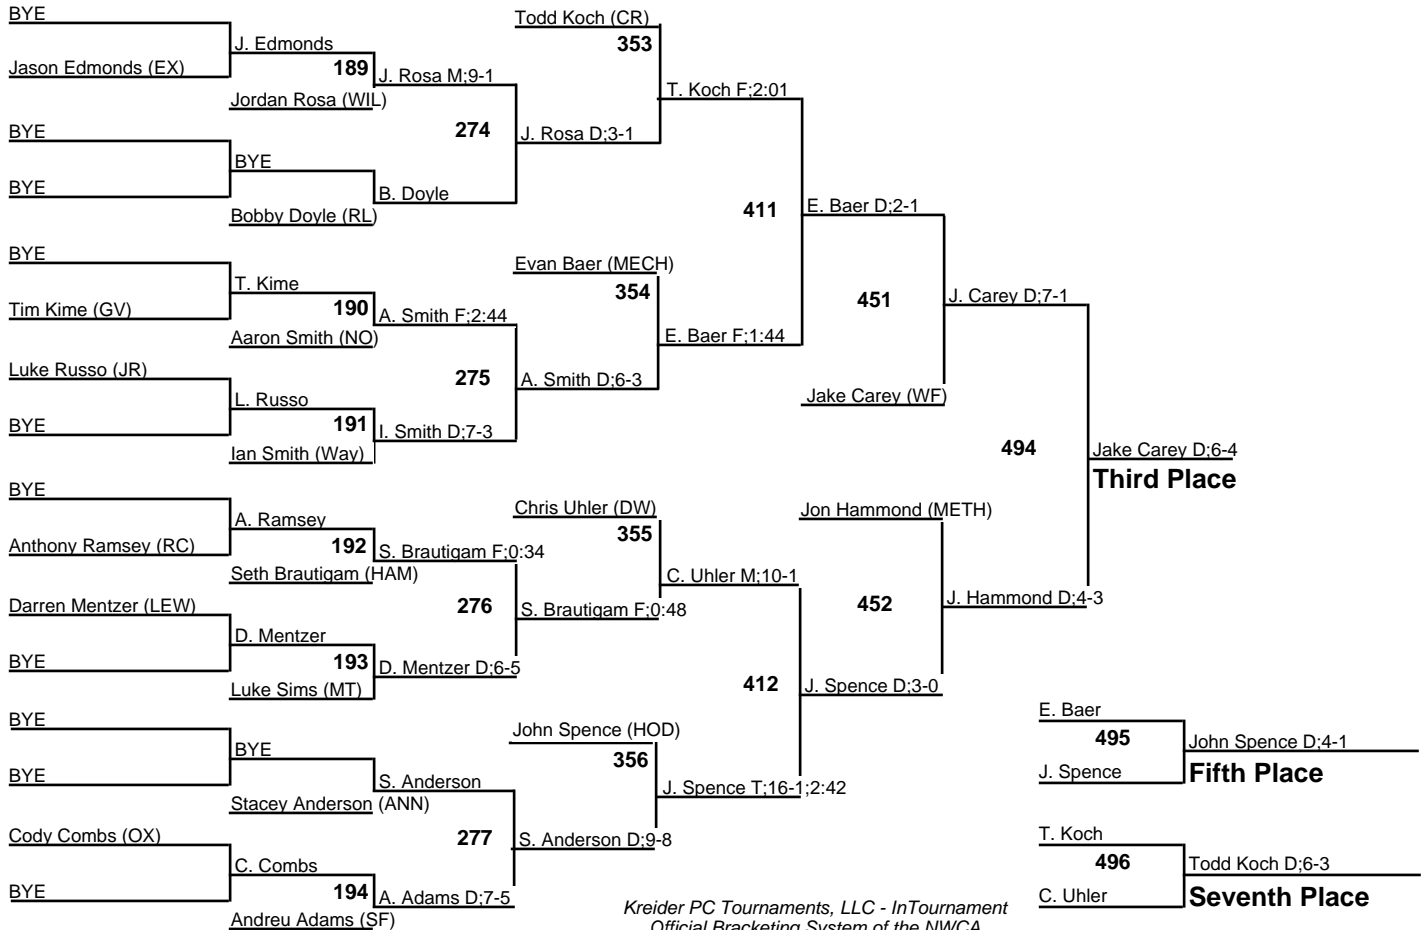 BYE
J. Edmonds
Jason Edmonds (EX)
189
J. Rosa M;9-1
Jordan Rosa (WIL)
274
J. Rosa D;3-1
BYE
BYE
BYE
B. Doyle
Bobby Doyle (RL)
Todd Koch (CR)
353
T. Koch F;2:01
411
E. Baer D;2-1
BYE
T. Kime
Tim Kime (GV)
190
A. Smith F;2:44
Aaron Smith (NO)
275
A. Smith D;6-3
Luke Russo (JR)
L. Russo
BYE
191
I. Smith D;7-3
Ian Smith (Way)
Evan Baer (MECH)
354
E. Baer F;1:44
451
J. Carey D;7-1
Jake Carey (WF)
494
Jake Carey D;6-4
Third Place
BYE
A. Ramsey
Anthony Ramsey (RC)
192
S. Brautigam F;0:34
Seth Brautigam (HAM)
276
S. Brautigam F;0:48
Darren Mentzer (LEW)
D. Mentzer
BYE
193
D. Mentzer D;6-5
Luke Sims (MT)
Chris Uhler (DW)
355
C. Uhler M;10-1
412
J. Spence D;3-0
Jon Hammond (METH)
452
J. Hammond D;4-3
BYE
BYE
BYE
S. Anderson
Stacey Anderson (ANN)
277
S. Anderson D;9-8
Cody Combs (OX)
C. Combs
BYE
194
A. Adams D;7-5
Andreu Adams (SF)
John Spence (HOD)
356
J. Spence T;16-1;2:42
E. Baer
495
John Spence D;4-1
J. Spence
Fifth Place
T. Koch
496
Todd Koch D;6-3
C. Uhler
Seventh Place
Kreider PC Tournaments, LLC - InTournament
Official Bracketing System of the NWCA